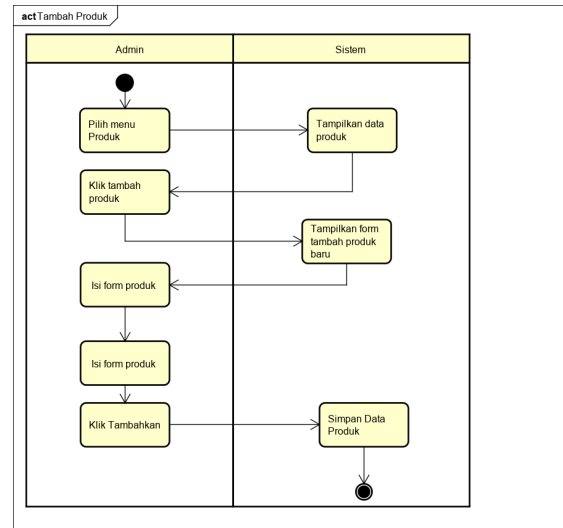 act Tambah Produk
Admin
Sistem
Pilih menu
Produk
Tampilkan data
produk
Klik tambah
produk
Tampilkan form
tambah produk
baru
Isi form produk
Isi form produk
Klik Tambahkan
Simpan Data
Produk